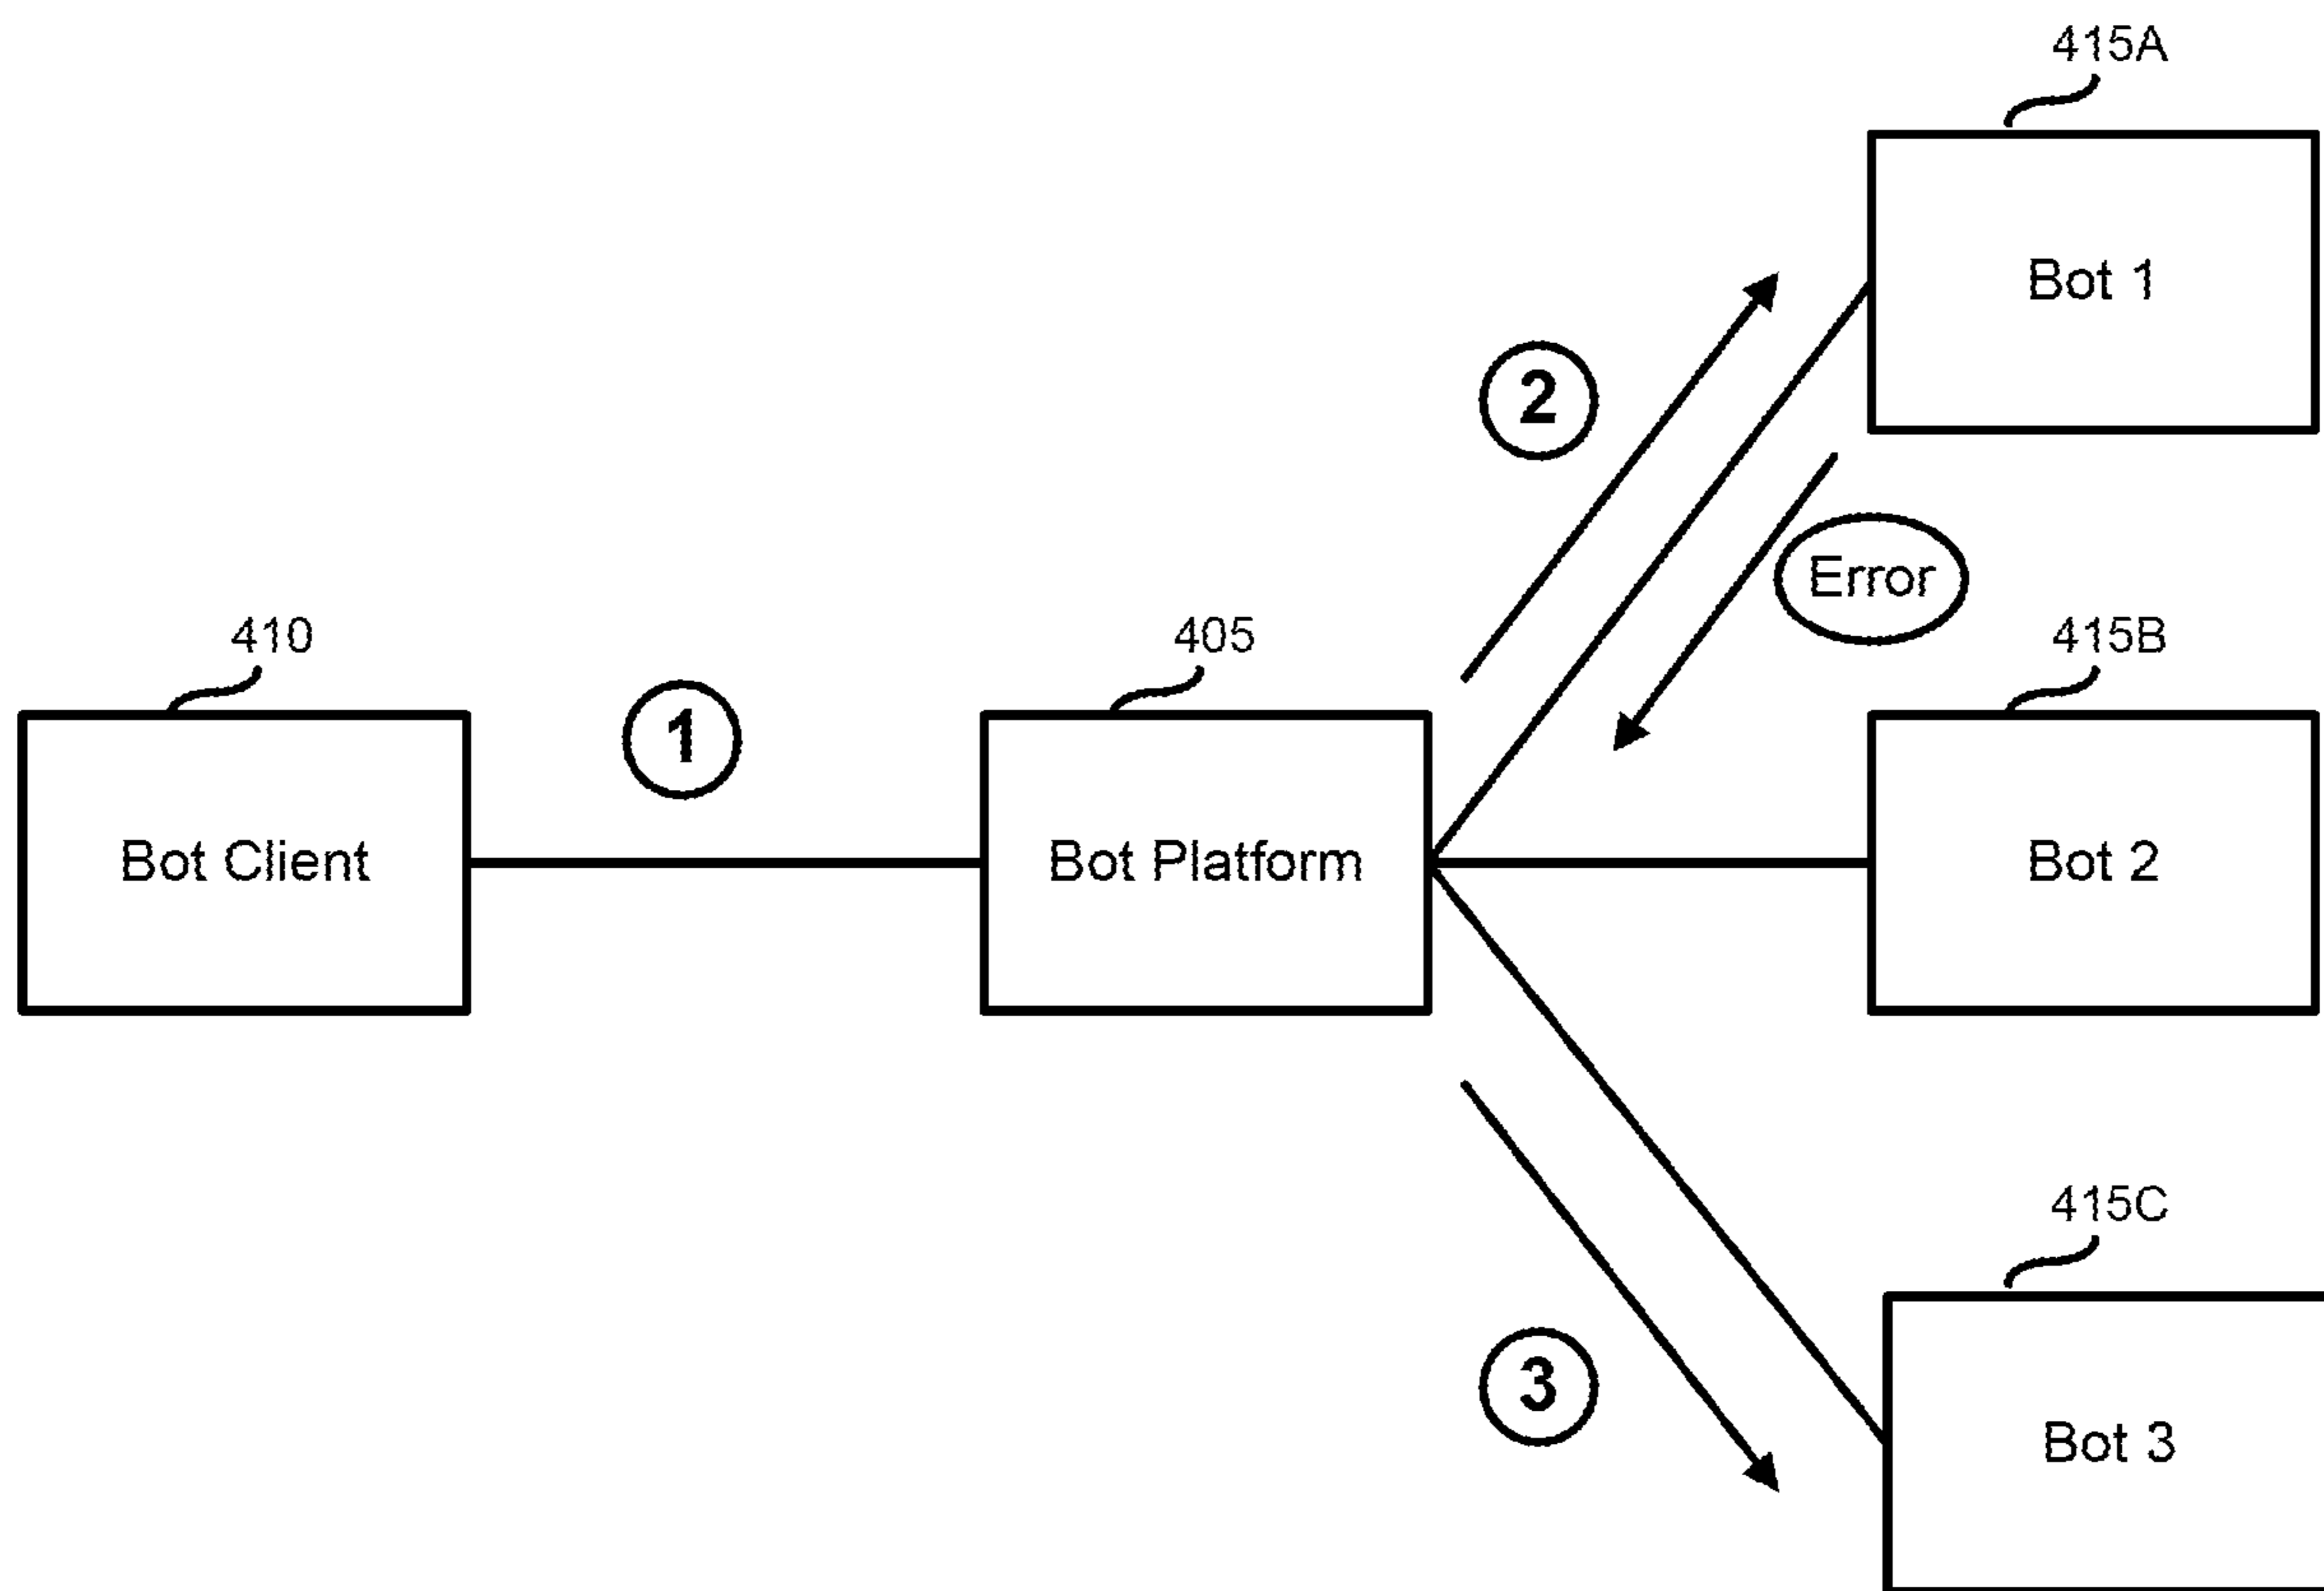 415A
Bot 1
2
Error
410
405
415B
1
Bot Client
Bot Platform
Bot 2
415C
3
Bot 3